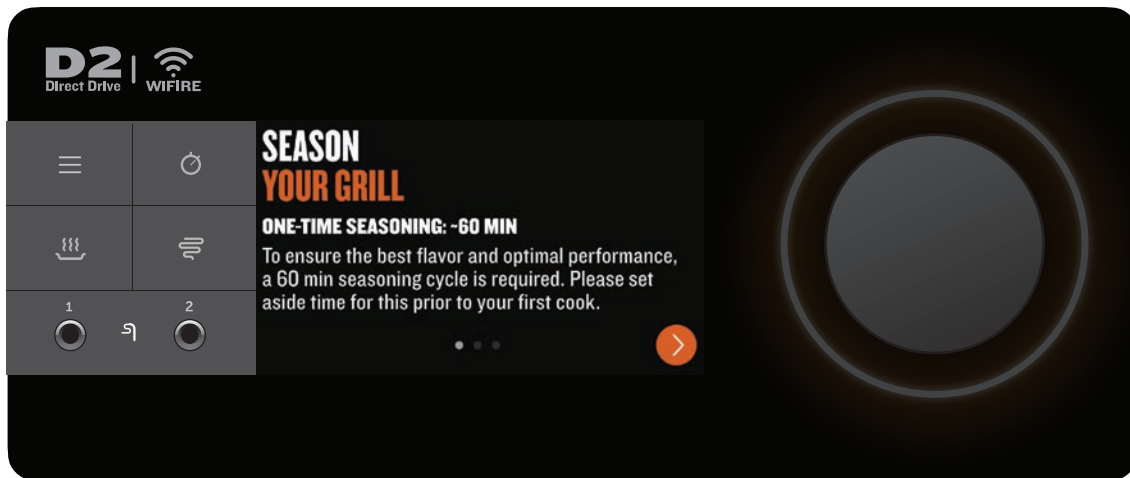 D2
Direct Drive
WIFIRE
SEASON
YOUR GRILL
ONE-TIME SEASONING: ~60 MIN
To ensure the best flavor and optimal performance,
a 60 min seasoning cycle is required. Please set
aside time for this prior to your first cook.
1
2